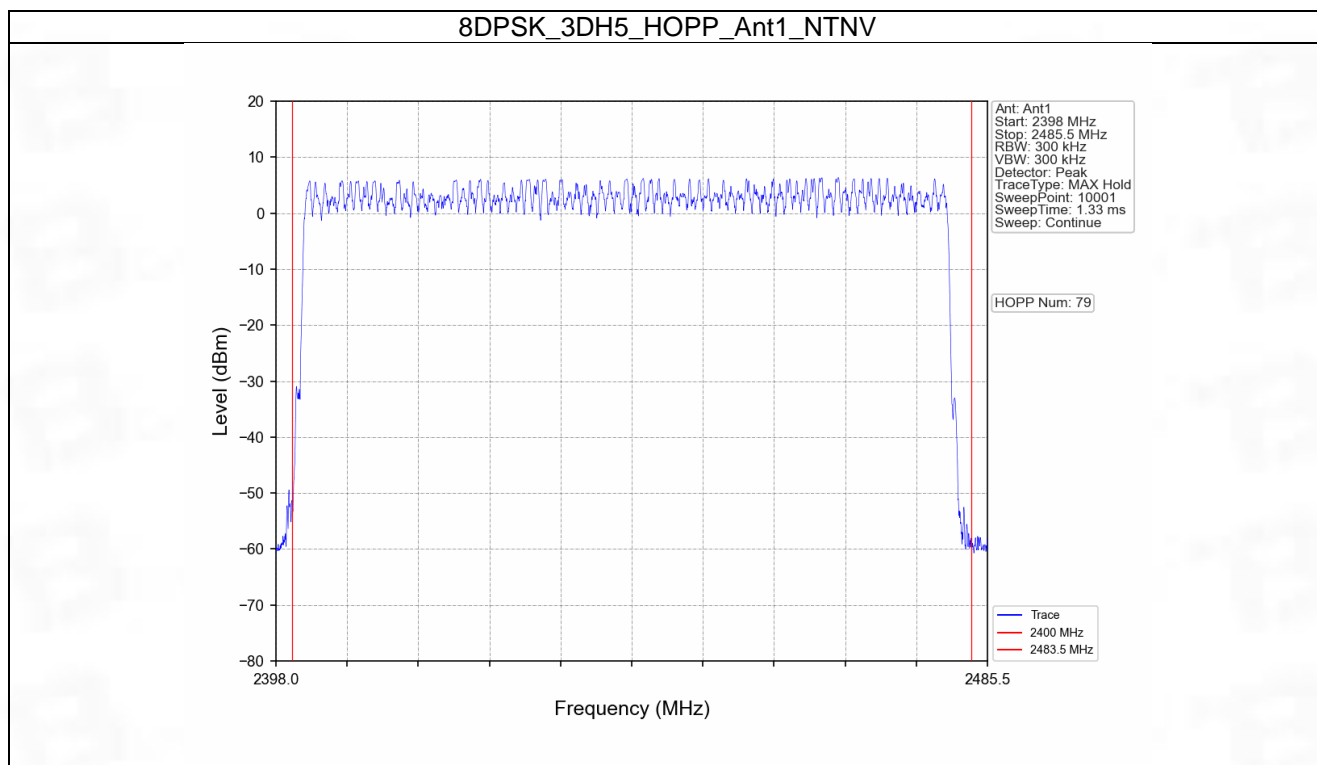 8DPSK_3DH5_HOPP_Ant1_NTNV
20
10
0
−10
−20
−30
−40
−50
−60
−70
−80
Level (dBm)
2398.0
2485.5
Frequency (MHz)
Ant: Ant1
Start: 2398 MHz
Stop: 2485.5 MHz
RBW: 300 kHz
VBW: 300 kHz
Detector: Peak
TraceType: MAX Hold
SweepPoint: 10001
SweepTime: 1.33 ms
Sweep: Continue
HOPP Num: 79
Trace
2400 MHz
2483.5 MHz